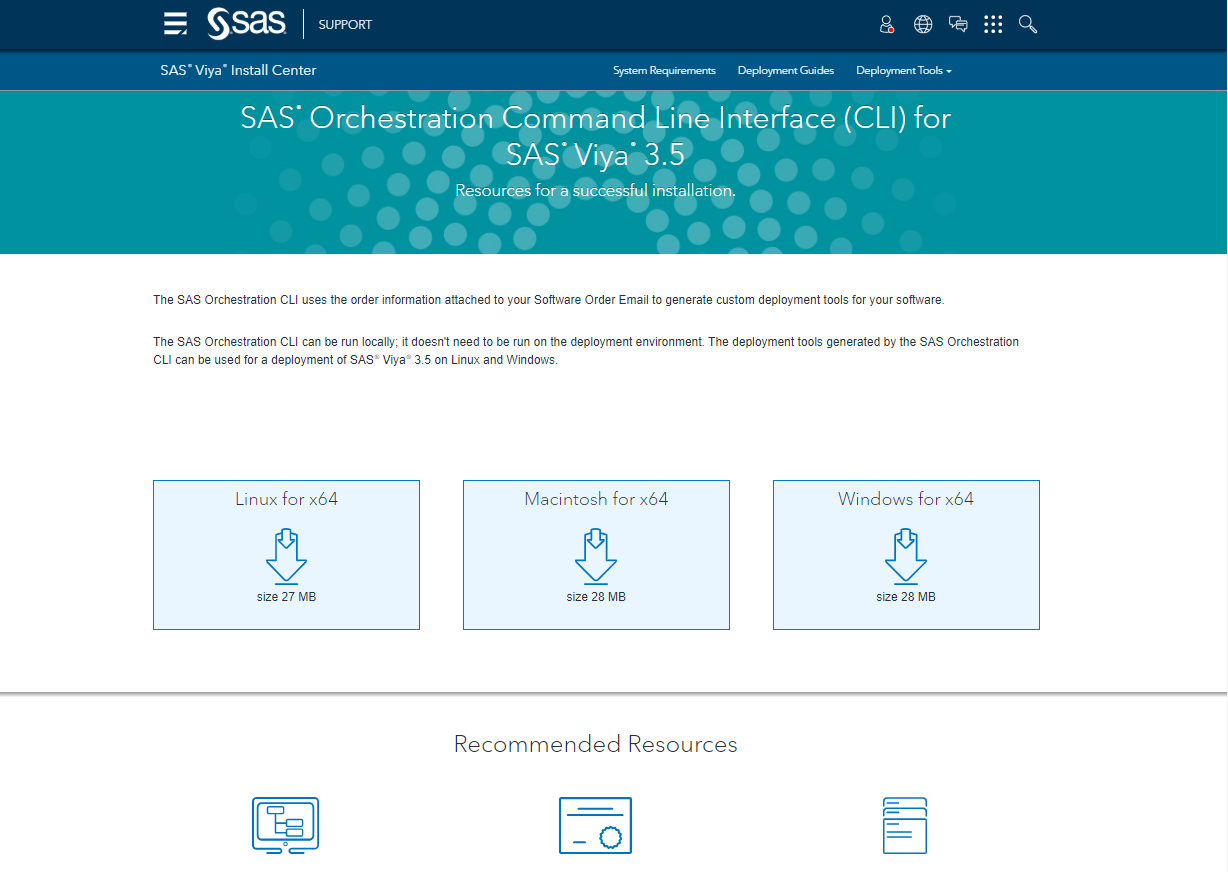 sas SUPPORT
SAS® Viya® Install Center System Requirements Deployment Guides Deployment Tools
SAS® Orchestration Command Line Interface (CLI) for
SAS® Viya® 3.5
Resources for a successful installation.
The SAS Orchestration CLI uses the order information attached to your Software Order Email to generate custom deployment tools for your software.
The SAS Orchestration CLI can be run locally; it doesn't need to be run on the deployment environment. The deployment tools generated by the SAS Orchestration
CLI can be used for a deployment of SAS® Viya® 3.5 on Linux and Windows.
Linux for x64 Macintosh for x64 Windows for x64
size 27 MB size 28 MB size 28 MB
Recommended Resources